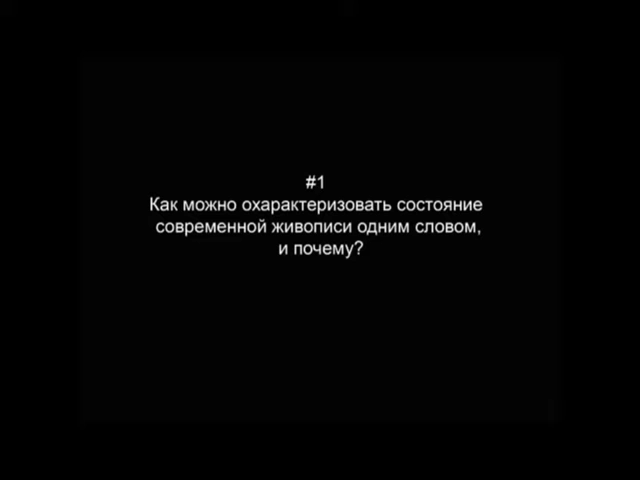 #1
Как можно охарактеризовать состояние
современной живописи одним словом,
и почему?